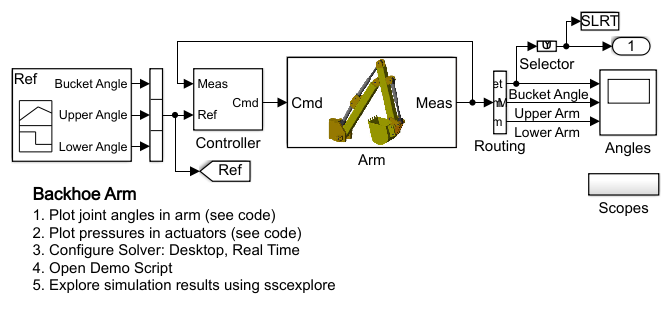 SLRT
1
Selector
Ref
Bucket Angle
Upper Angle
Lower Angle
Meas
Ref
Cmd
Controller
Ref
Cmd
Meas
Arm
Routing
Bucket Angle
Upper Arm
Lower Arm
Angles
Scopes
Backhoe Arm
1. Plot joint angles in arm (see code)
2. Plot pressures in actuators (see code)
3. Configure Solver: Desktop, Real Time
4. Open Demo Script
5. Explore simulation results using sscexplore